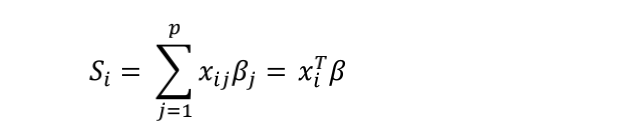 $S_i = \sum_{j=1}^{p} x_{ij}\beta_j = x_i^T\beta$